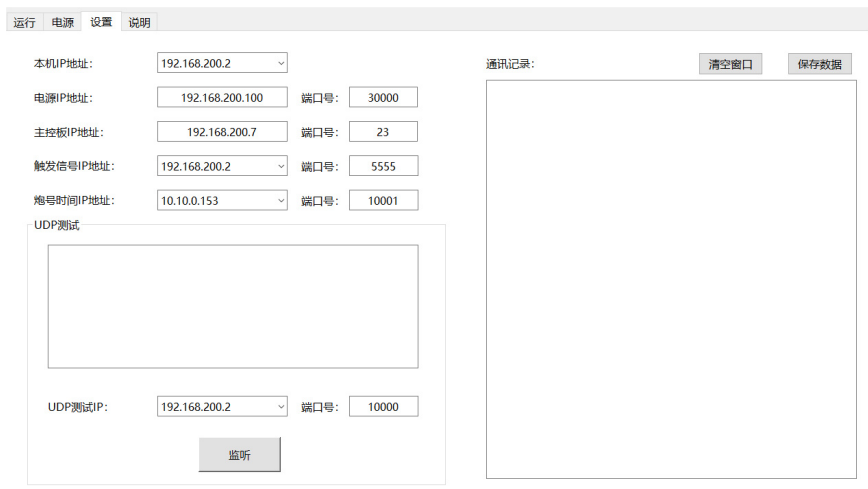 运行 电源 设置 说明
本机IP地址： 192.168.200.2
电源IP地址： 192.168.200.100 端口号： 30000
主控板IP地址： 192.168.200.7 端口号： 23
触发信号IP地址： 192.168.200.2 端口号： 5555
炮号时间IP地址： 10.10.0.153 端口号： 10001
UDP测试
UDP测试IP： 192.168.200.2 端口号： 10000
监听
通讯记录： 清空窗口 保存数据